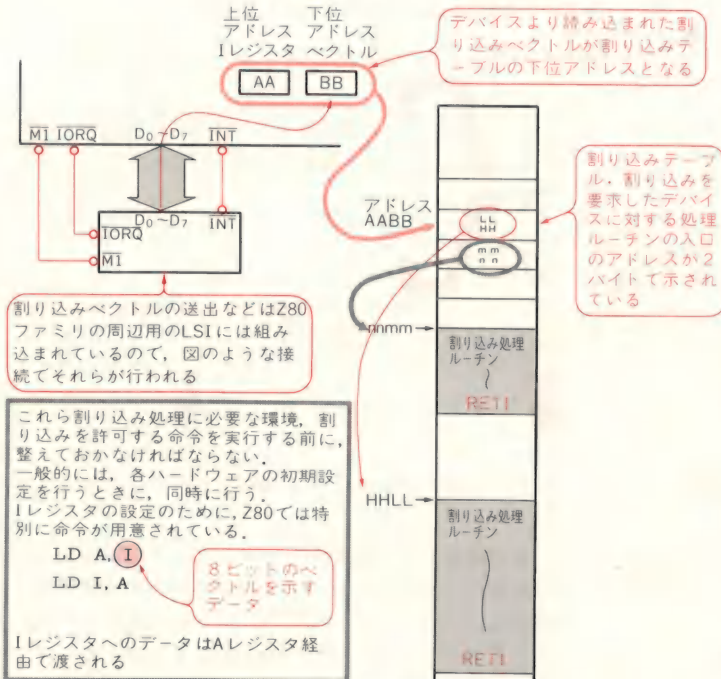 上位 下位
アドレス アドレス
Iレジスタ ベクトル
AA BB
デバイスより読み込まれた割
り込みベクトルが割り込みテ
ーブルの下位アドレスとなる
M1 IORQ D0~D7 INT
D0~D7 INT
IORQ
M1
アドレス
AABB
LL
HH
mm
nn
割り込みテーブ
ル.割り込みを
要求したデバイ
スに対する処理
ルーチンの入口
のアドレスが2
バイトで示され
ている
割り込みベクトルの送出などはZ80
ファミリの周辺用のLSIには組み
込まれているので,図のような接
続でそれらが行われる
nnmm
割り込み処理
ルーチン
RETI
これら割り込み処理に必要な環境,割
り込みを許可する命令を実行する前に,
整えておかなければならない.
一般的には,各ハードウェアの初期設
定を行うときに,同時に行う.
Iレジスタの設定のために,Z80では特
別に命令が用意されている.
LD A, I
LD I, A
8ビットのベ
クトルを示す
データ
IレジスタへのデータはAレジスタ経
由で渡される
HHLL
割り込み処理
ルーチン
RETI